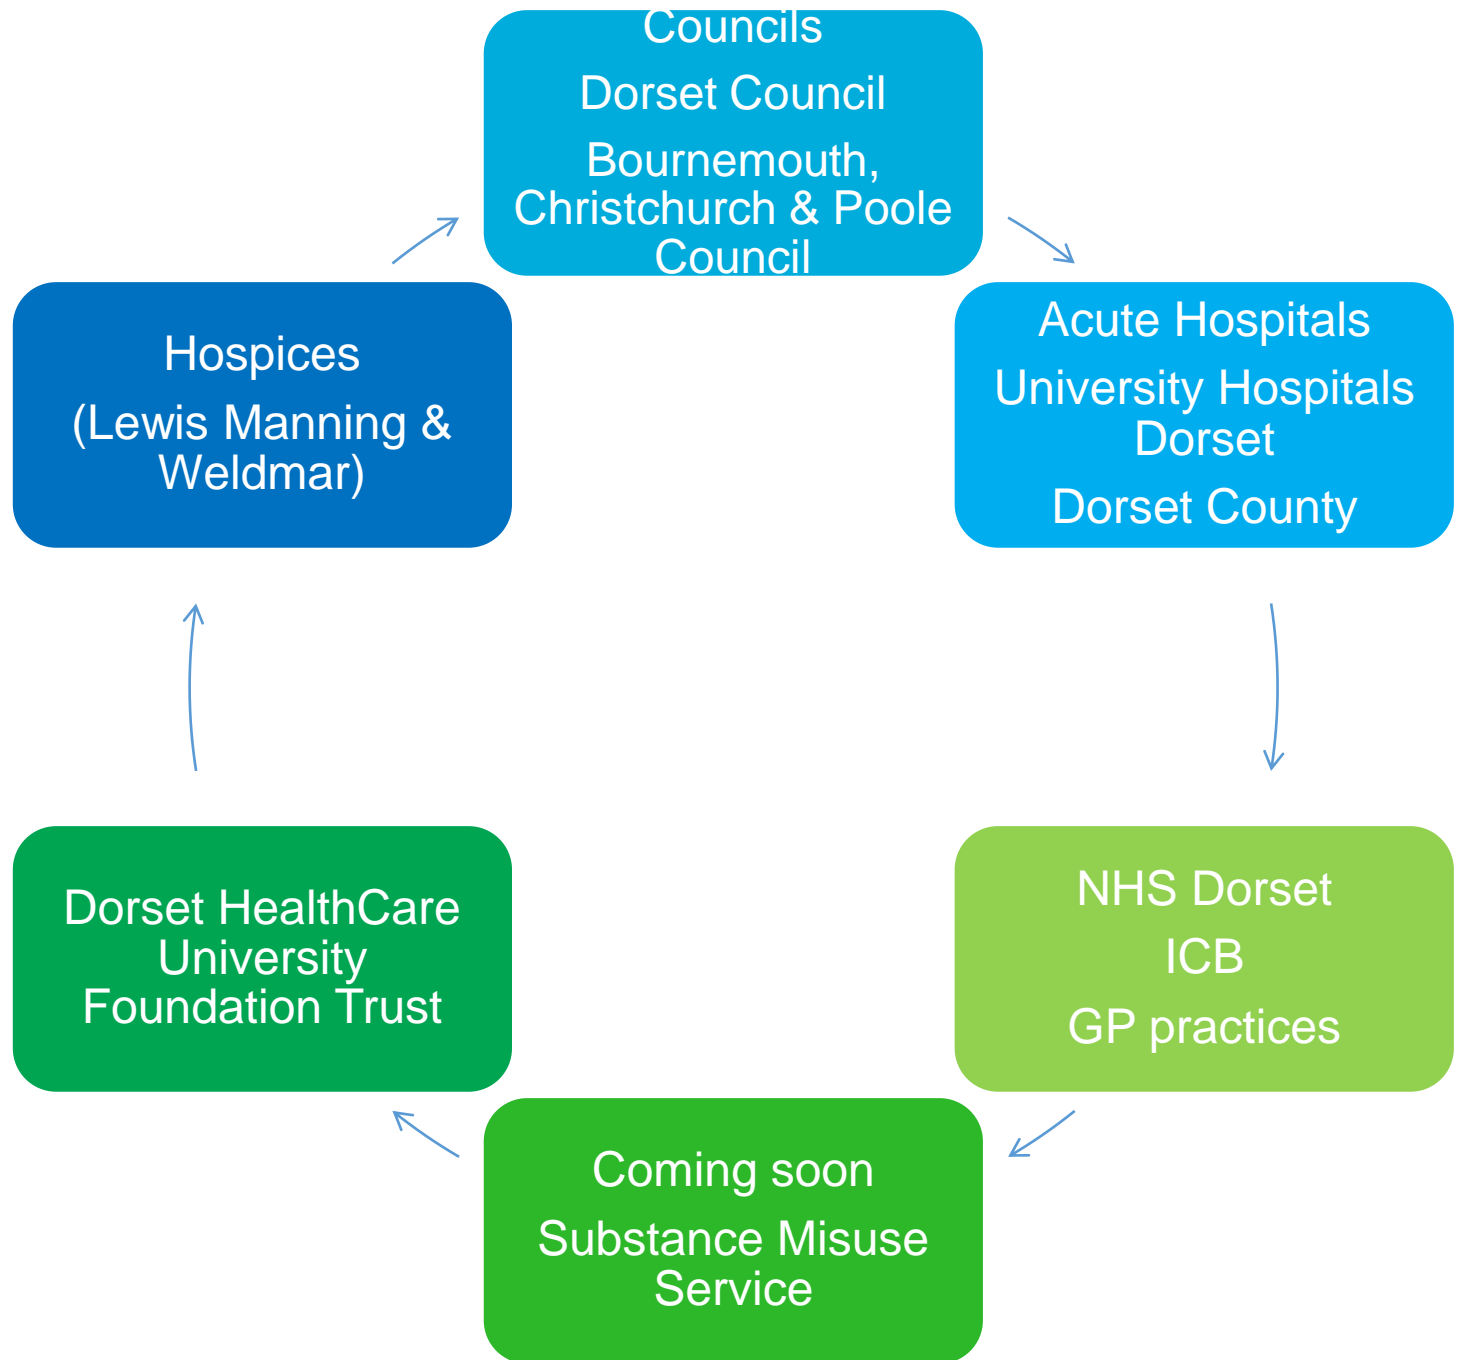 Councils
Dorset Council
Bournemouth,
Christchurch & Poole
Council
Acute Hospitals
University Hospitals
Dorset
Dorset County
NHS Dorset
ICB
GP practices
Coming soon
Substance Misuse
Service
Dorset HealthCare
University
Foundation Trust
Hospices
(Lewis Manning &
Weldmar)